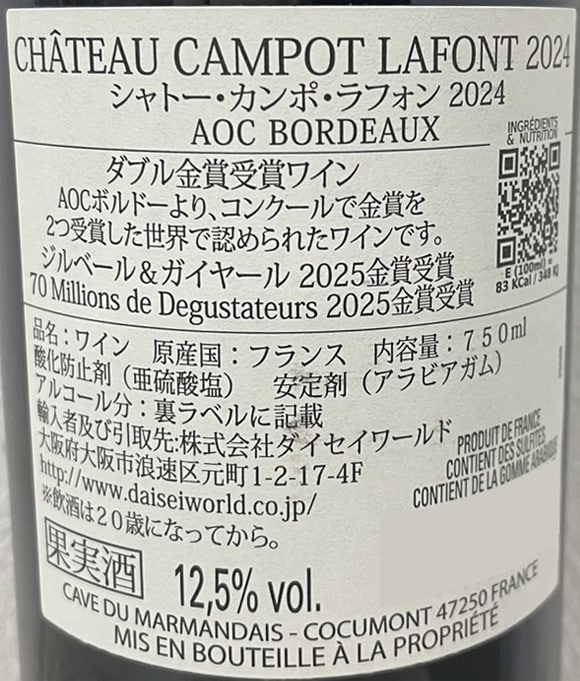 CHÂTEAU CAMPOT LAFONT 2024
シャトー・カンポ・ラフォン 2024
AOC BORDEAUX
INGRÉDIENTS
& NUTRITION
E (100ml) =
83 KCal / 348 KJ
ダブル金賞受賞ワイン
AOCボルドーより、コンクールで金賞を
2つ受賞した世界で認められたワインです。
ジルベール&ガイヤール 2025金賞受賞
70 Millions de Degustateurs 2025金賞受賞
品名：ワイン 原産国：フランス 内容量：７５０ml
酸化防止剤（亜硫酸塩） 安定剤（アラビアガム）
アルコール分：裏ラベルに記載
輸入者及び引取先:株式会社ダイセイワールド
大阪府大阪市浪速区元町1-2-17-4F
http://www.daiseiworld.co.jp/
※飲酒は２０歳になってから。
PRODUIT DE FRANCE
CONTIENT DES SULFITES
CONTIENT DE LA GOMME ARABIQUE
果実酒
12,5% vol.
CAVE DU MARMANDAIS - COCUMONT 47250 FRANCE
MIS EN BOUTEILLE À LA PROPRIÉTÉ